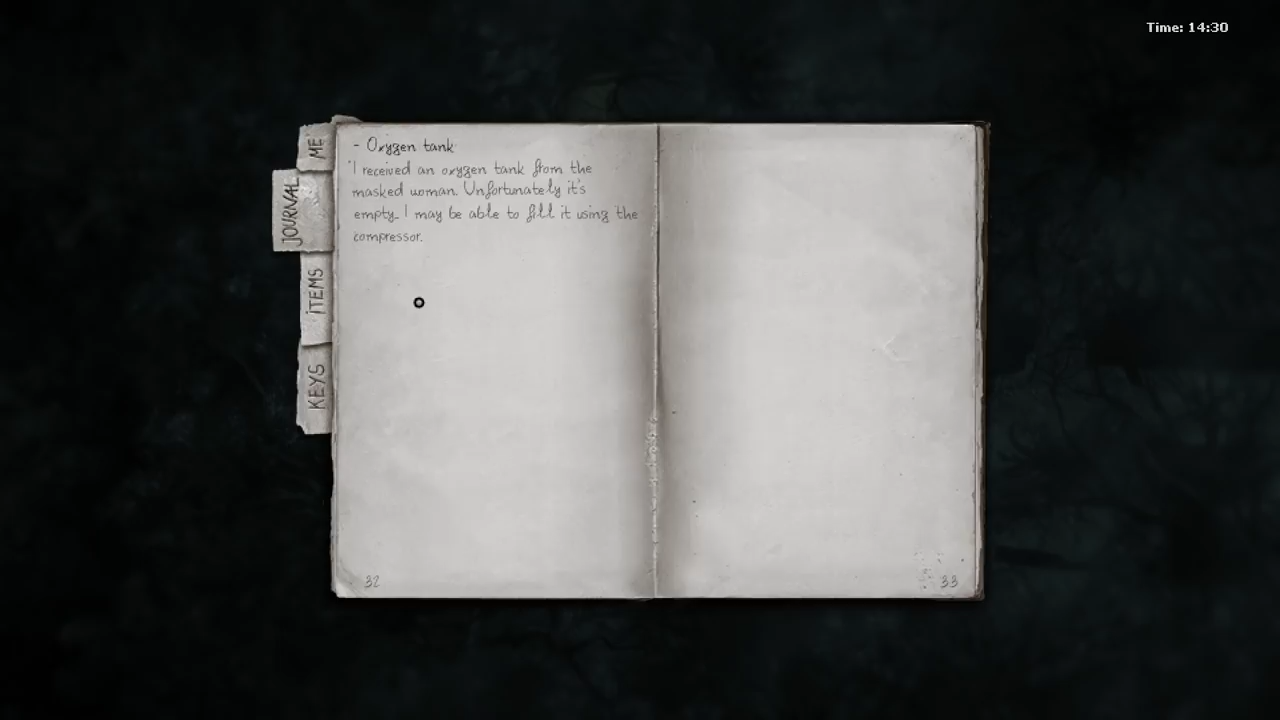 Time: 14:30
ME
JOURNAL
ITEMS
KEYS
- Oxygen tank
I received an oxygen tank from the
masked woman. Unfortunately it's
empty. I may be able to fill it using the
compressor.
32
33